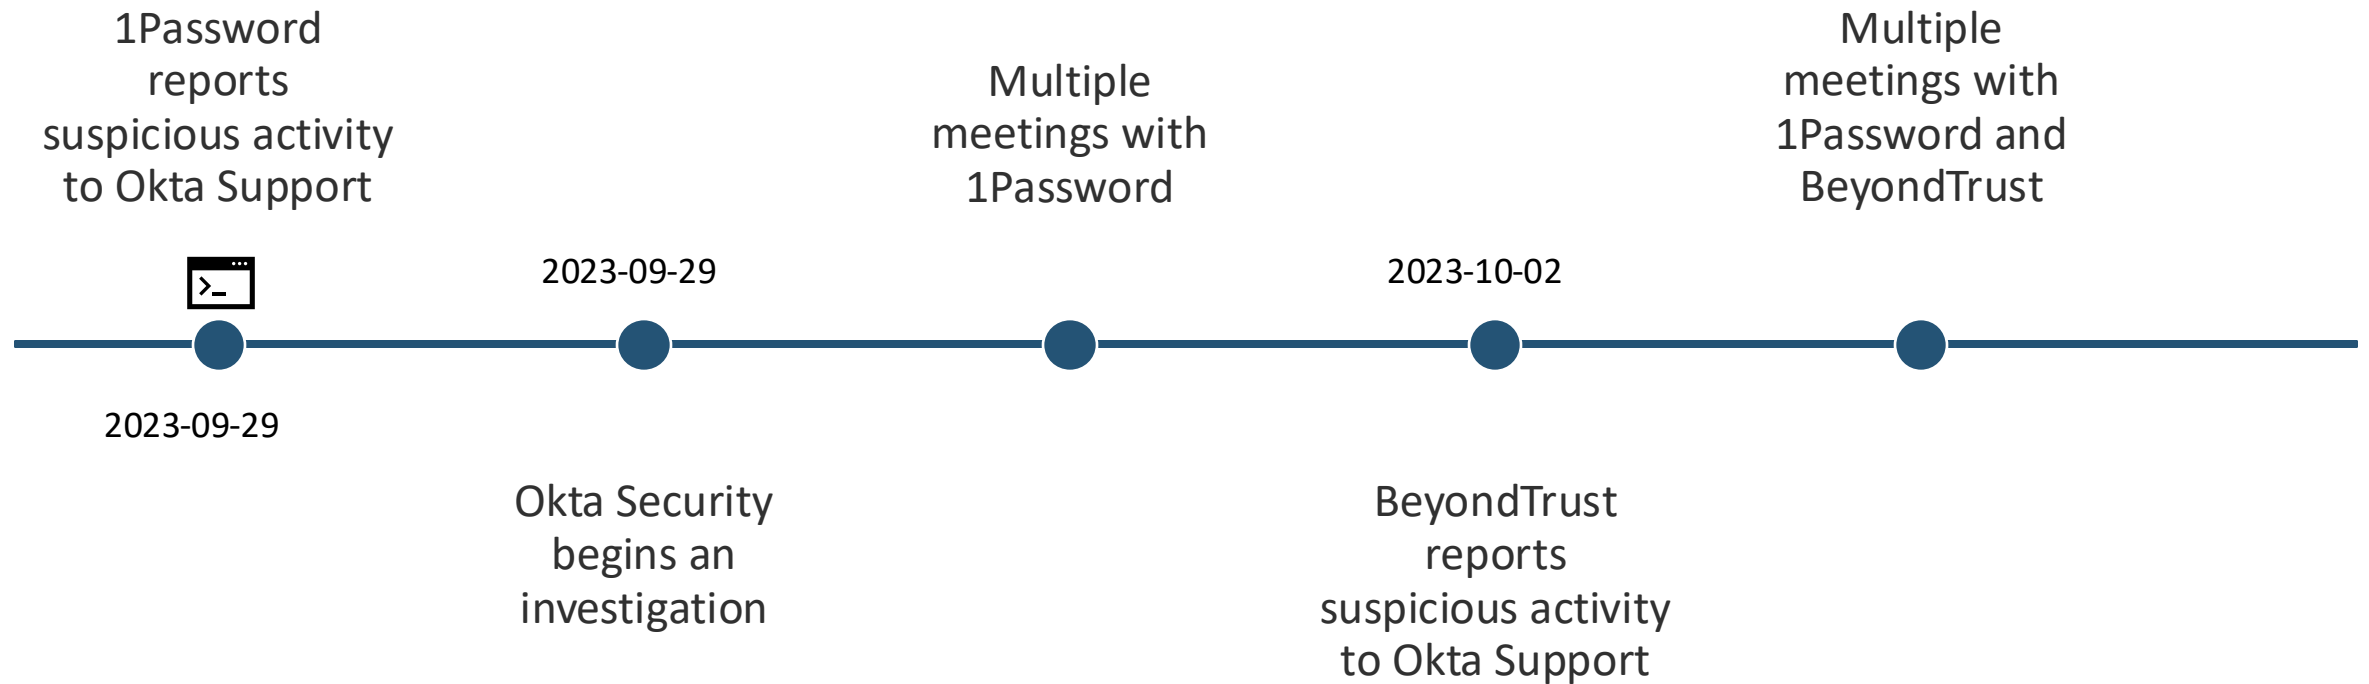 1Password
reports
suspicious activity
to Okta Support
2023-09-29
2023-09-29
Okta Security
begins an
investigation
Multiple
meetings with
1Password
2023-10-02
BeyondTrust
reports
suspicious activity
to Okta Support
Multiple
meetings with
1Password and
BeyondTrust